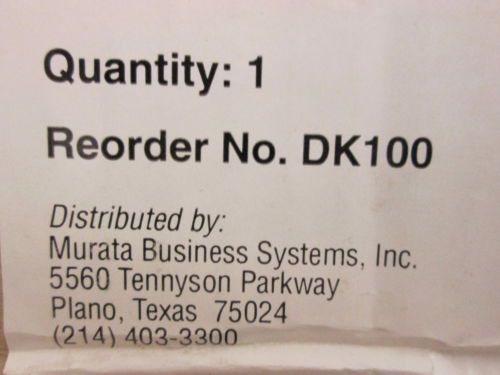 Quantity: 1
Reorder No. DK100
Distributed by:
Murata Business Systems, Inc.
5560 Tennyson Parkway
Plano, Texas 75024
(214) 403-3300